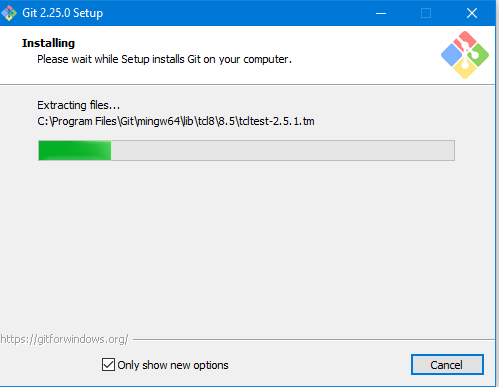 Git 2.25.0 Setup
Installing
Please wait while Setup installs Git on your computer.
Extracting files...
C:\Program Files\Git\mingw64\lib\tcl8\8.5\tcltest-2.5.1.tm
https://gitforwindows.org/
Only show new options
Cancel